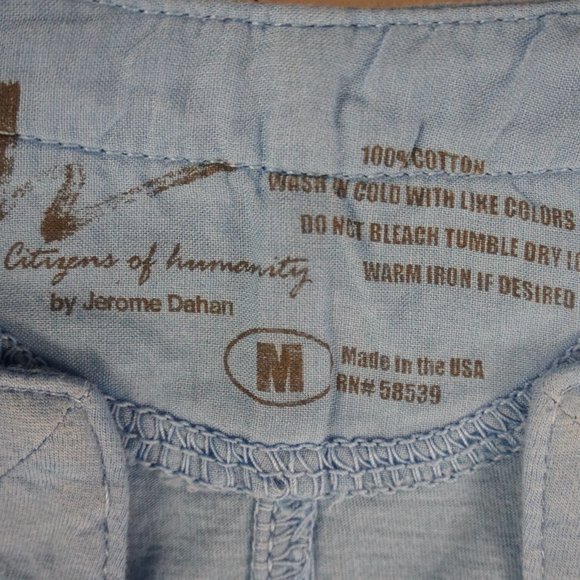 Citizens of humanity
by Jerome Dahan
100% COTTON
WASH IN COLD WITH LIKE COLORS
DO NOT BLEACH TUMBLE DRY LO
WARM IRON IF DESIRED
M
Made in the USA
RN# 58539